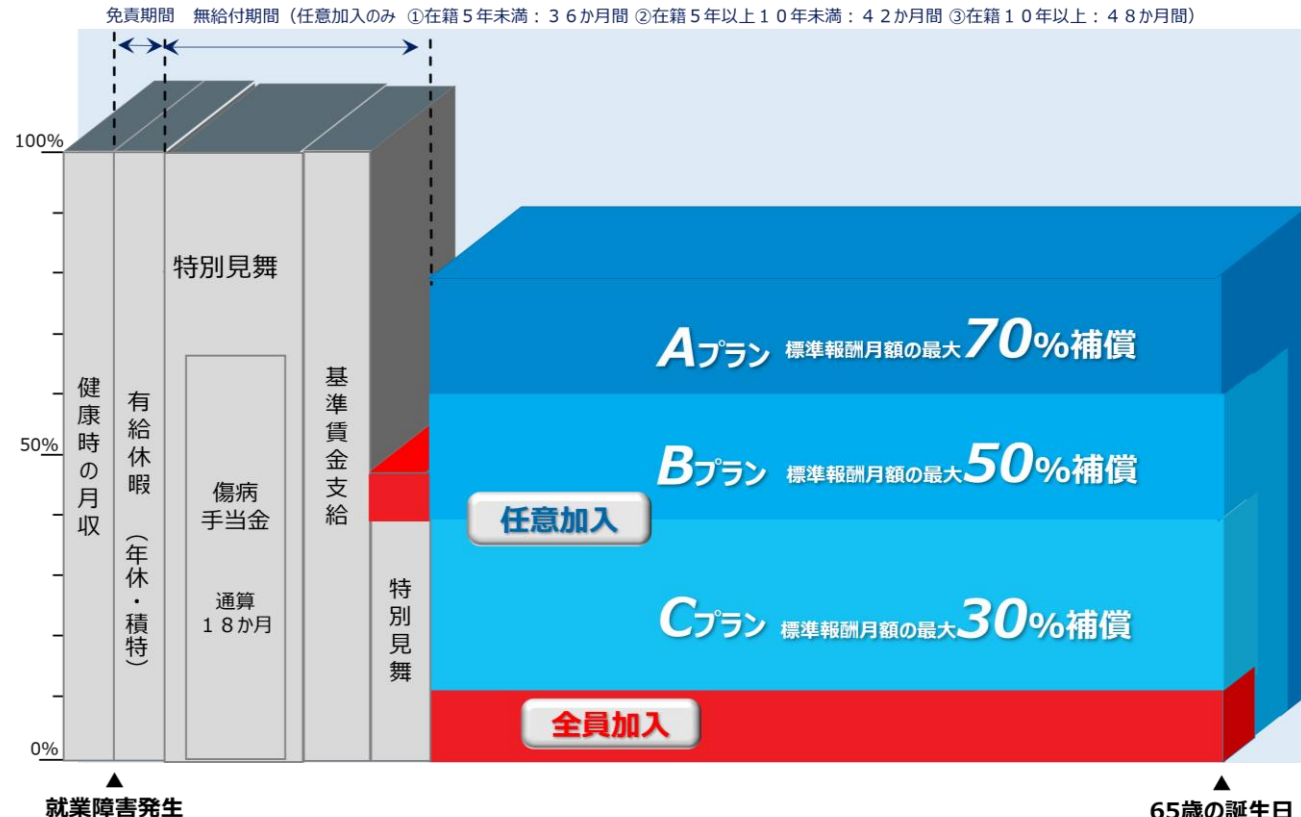 免責期間 無給付期間（任意加入のみ ①在籍５年未満：３６か月間 ②在籍５年以上１０年未満：４２か月間 ③在籍１０年以上：４８か月間）
100%
50%
0%
健康時の月収
有給休暇（年休・積特）
特別見舞
傷病
手当金
通算
１８か月
基準賃金支給
特別見舞
Aプラン 標準報酬月額の最大70%補償
Bプラン 標準報酬月額の最大50%補償
任意加入
Cプラン 標準報酬月額の最大30%補償
全員加入
▲
就業障害発生
▲
65歳の誕生日